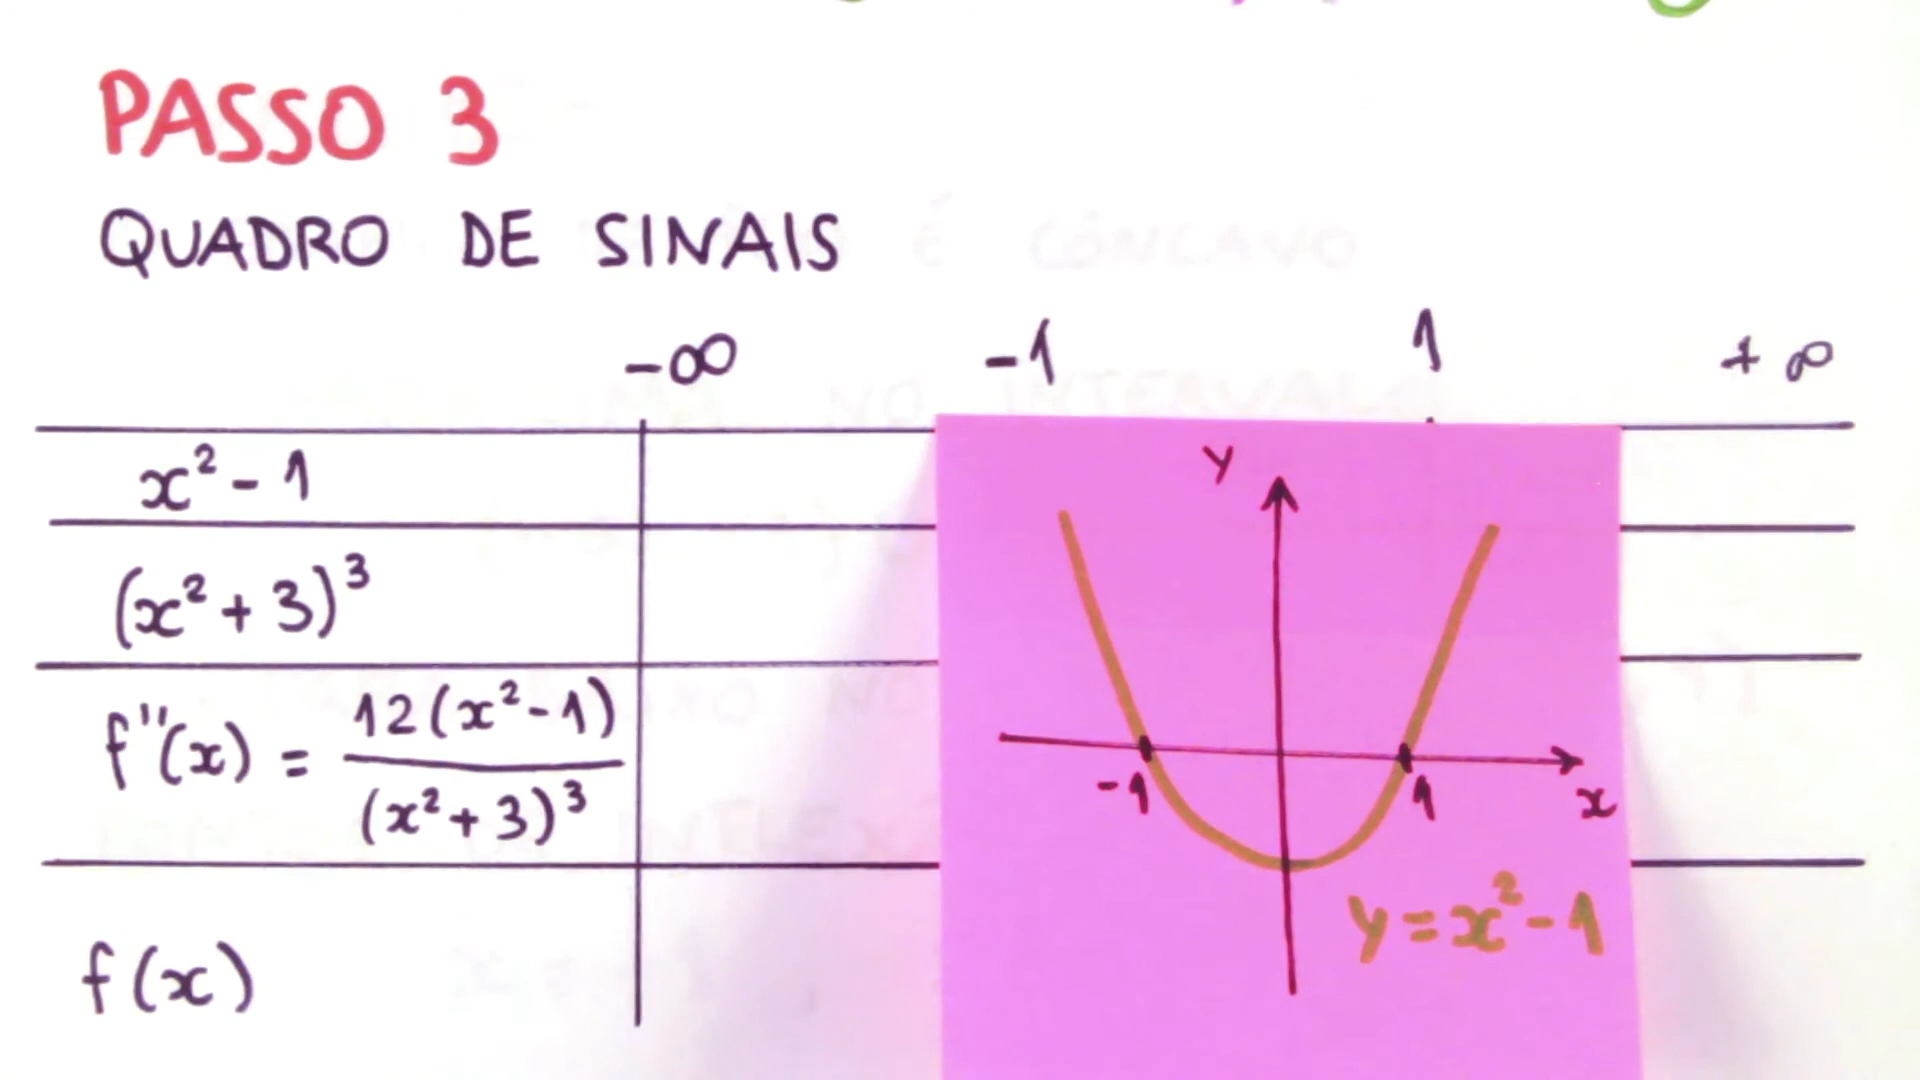 PASSO 3
QUADRO DE SINAIS
-∞ -1 1 +∞
x² - 1
(x² + 3)³
f''(x) = 12(x² - 1) / (x² + 3)³
f(x)
y
-1 1 x
y = x² - 1